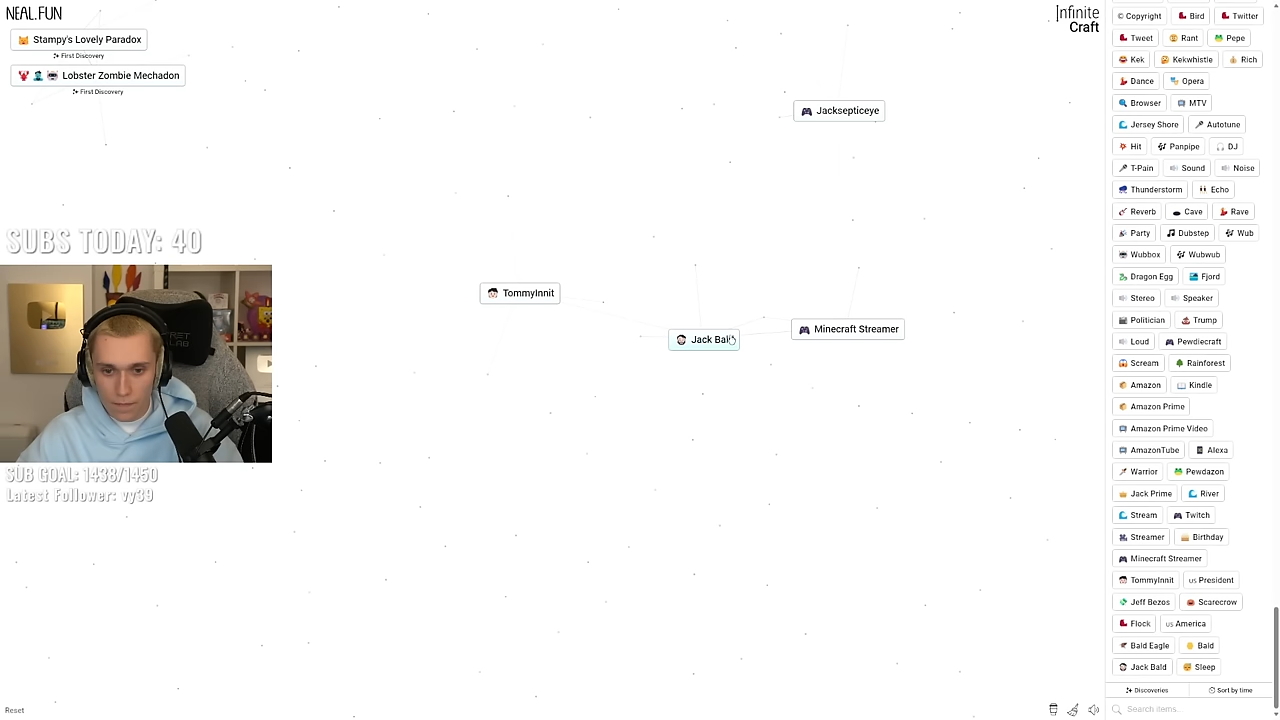 NEAL.FUN
Infinite
Craft
Stampy's Lovely Paradox
First Discovery
Lobster Zombie Mechadon
First Discovery
SUBS TODAY: 40
SUB GOAL: 1438/1450
Latest Follower: vy39
Jacksepticeye
TommyInnit
Jack Bald
Minecraft Streamer
© Copyright Bird Twitter
Tweet Rant Pepe
Kek Kekwhistle Rich
Dance Opera
Browser MTV
Jersey Shore Autotune
Hit Panpipe DJ
T-Pain Sound Noise
Thunderstorm Echo
Reverb Cave Rave
Party Dubstep Wub
Wubbox Wubwub
Dragon Egg Fjord
Stereo Speaker
Politician Trump
Loud Pewdiecraft
Scream Rainforest
Amazon Kindle
Amazon Prime
Amazon Prime Video
AmazonTube Alexa
Warrior Pewdazon
Jack Prime River
Stream Twitch
Streamer Birthday
Minecraft Streamer
TommyInnit US President
Jeff Bezos Scarecrow
Flock US America
Bald Eagle Bald
Jack Bald Sleep
Discoveries Sort by time
Search items...
Reset